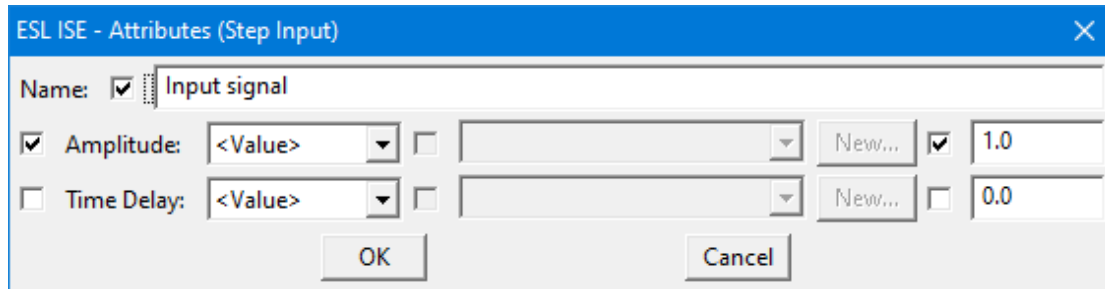 ESL ISE - Attributes (Step Input)
Name: Input signal
Amplitude: <Value> New... 1.0
Time Delay: <Value> New... 0.0
OK Cancel